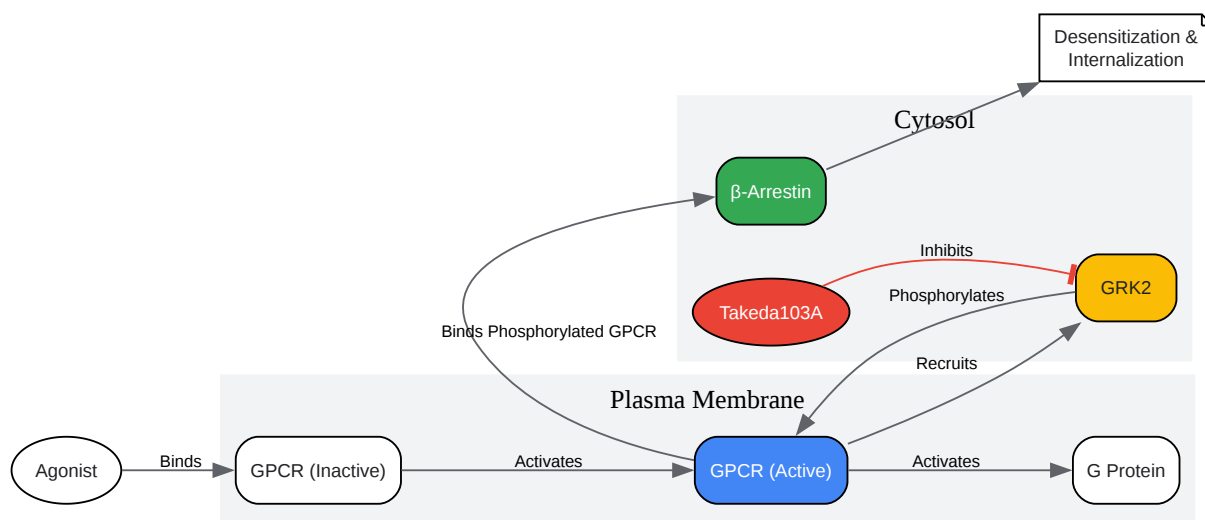 Desensitization &
Internalization
Cytosol
β-Arrestin
Inhibits
GRK2
Phosphorylates
Takeda103A
Binds Phosphorylated GPCR
Recruits
Plasma Membrane
Agonist
Binds
GPCR (Inactive)
Activates
GPCR (Active)
Activates
G Protein